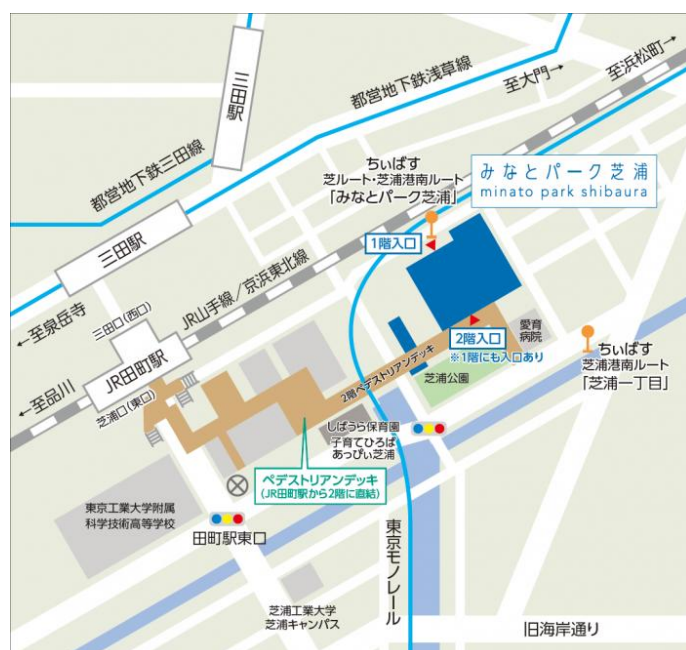 至浜松町→
至大門→
都営地下鉄浅草線
三田駅
都営地下鉄三田線
ちぃばす
芝ルート・芝浦港南ルート
「みなとパーク芝浦」
みなとパーク芝浦
minato park shibaura
1階入口
三田駅
JR山手線/京浜東北線
←至泉岳寺
三田口(西口)
JR田町駅
←至品川
芝浦口(東口)
2階入口
※1階にも入口あり
愛育
病院
ちぃばす
芝浦港南ルート
「芝浦一丁目」
2階ペデストリアンデッキ
芝浦公園
しばうら保育園
子育てひろば
あっぴぃ芝浦
ペデストリアンデッキ
(JR田町駅から2階に直結)
東京工業大学附属
科学技術高等学校
田町駅東口
東京モノレール
芝浦工業大学
芝浦キャンパス
旧海岸通り